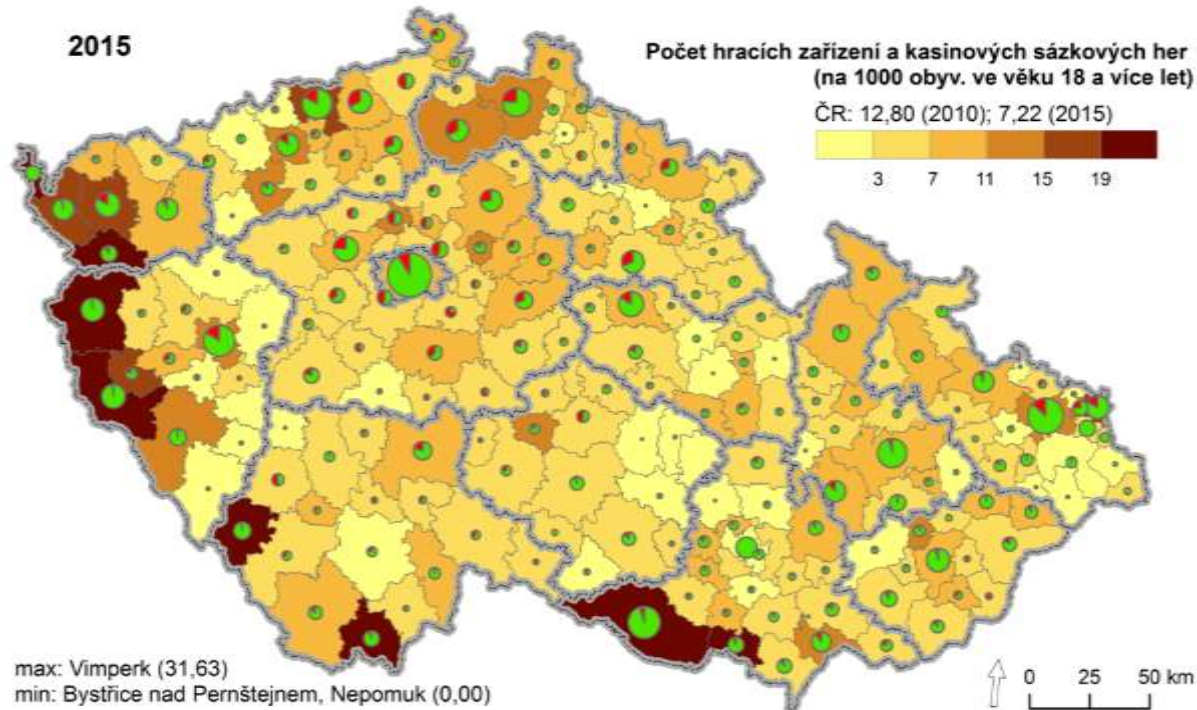 2015
Počet hracích zařízení a kasinových sázkových her
(na 1000 obyv. ve věku 18 a více let)
ČR: 12,80 (2010); 7,22 (2015)
3 7 11 15 19
max: Vimperk (31,63)
min: Bystřice nad Pernštejnem, Nepomuk (0,00)
0 25 50 km